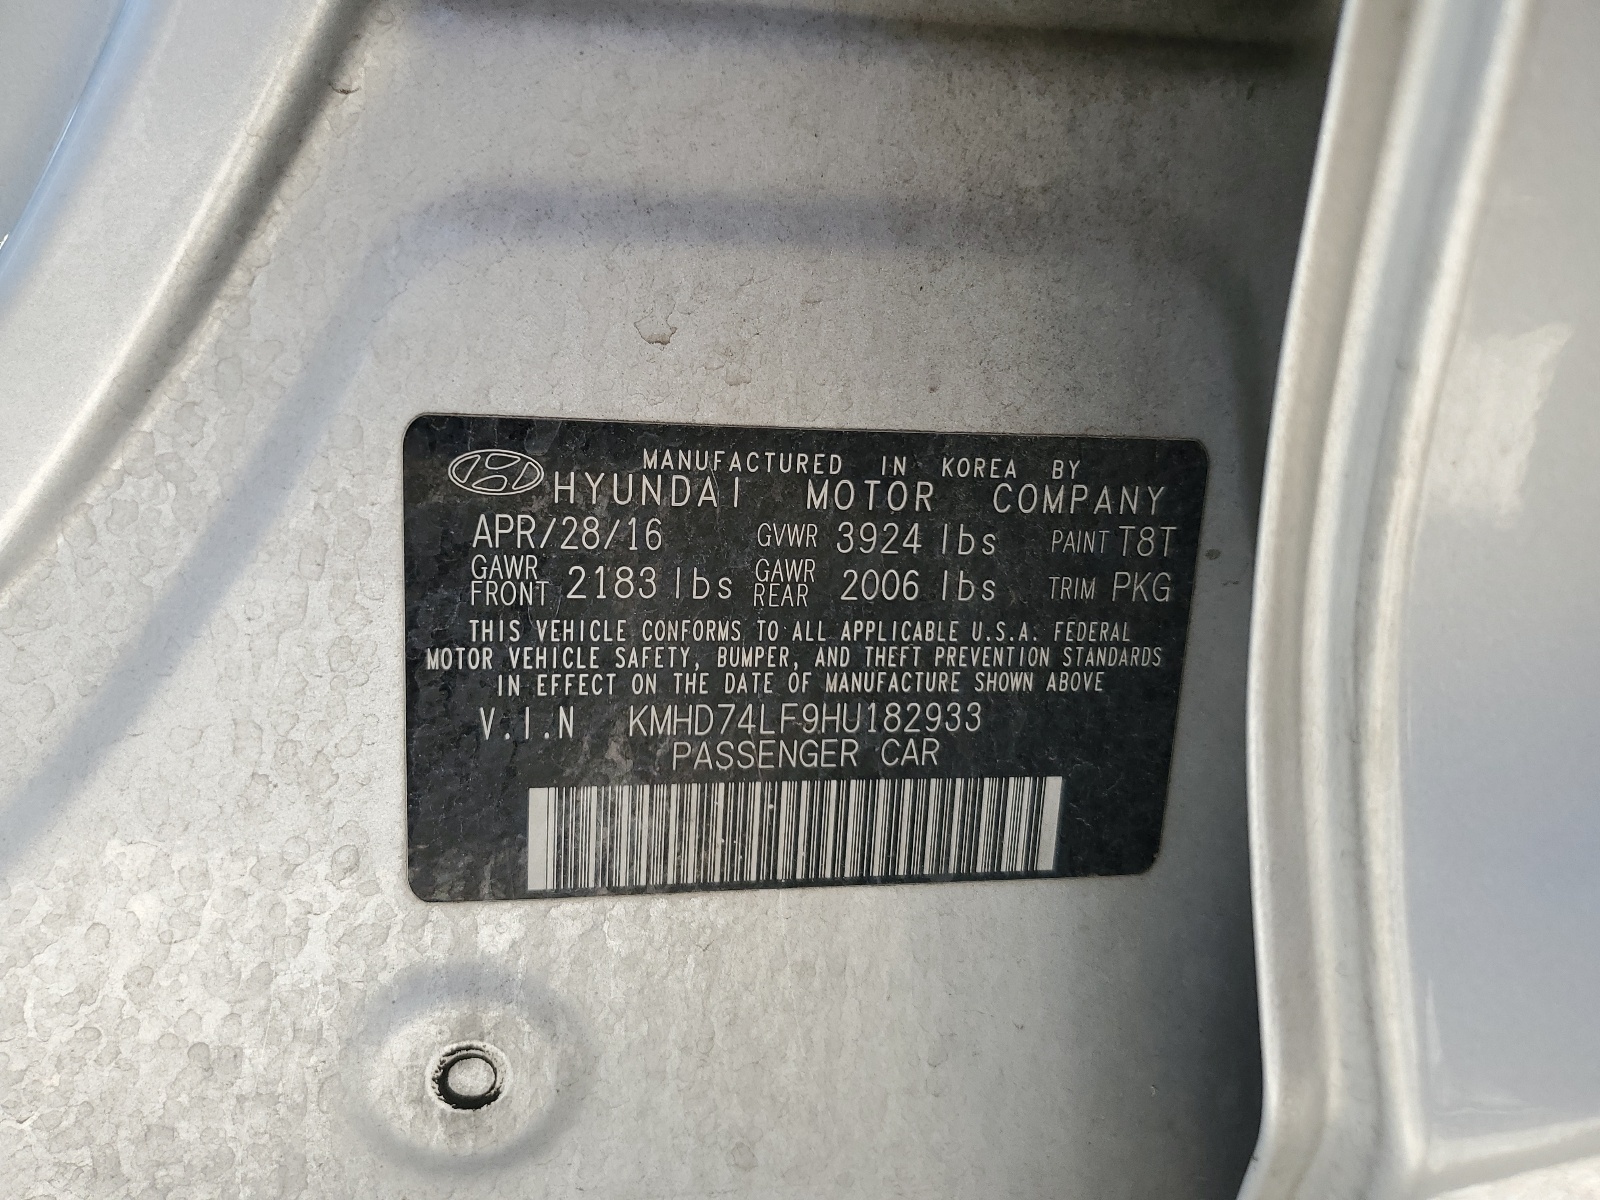 MANUFACTURED IN KOREA BY
HYUNDAI MOTOR COMPANY
APR/28/16 GVWR 3924 lbs PAINT T8T
GAWR FRONT 2183 lbs GAWR REAR 2006 lbs TRIM PKG
THIS VEHICLE CONFORMS TO ALL APPLICABLE U.S.A. FEDERAL
MOTOR VEHICLE SAFETY, BUMPER, AND THEFT PREVENTION STANDARDS
IN EFFECT ON THE DATE OF MANUFACTURE SHOWN ABOVE
V.I.N KMHD74LF9HU182933
PASSENGER CAR